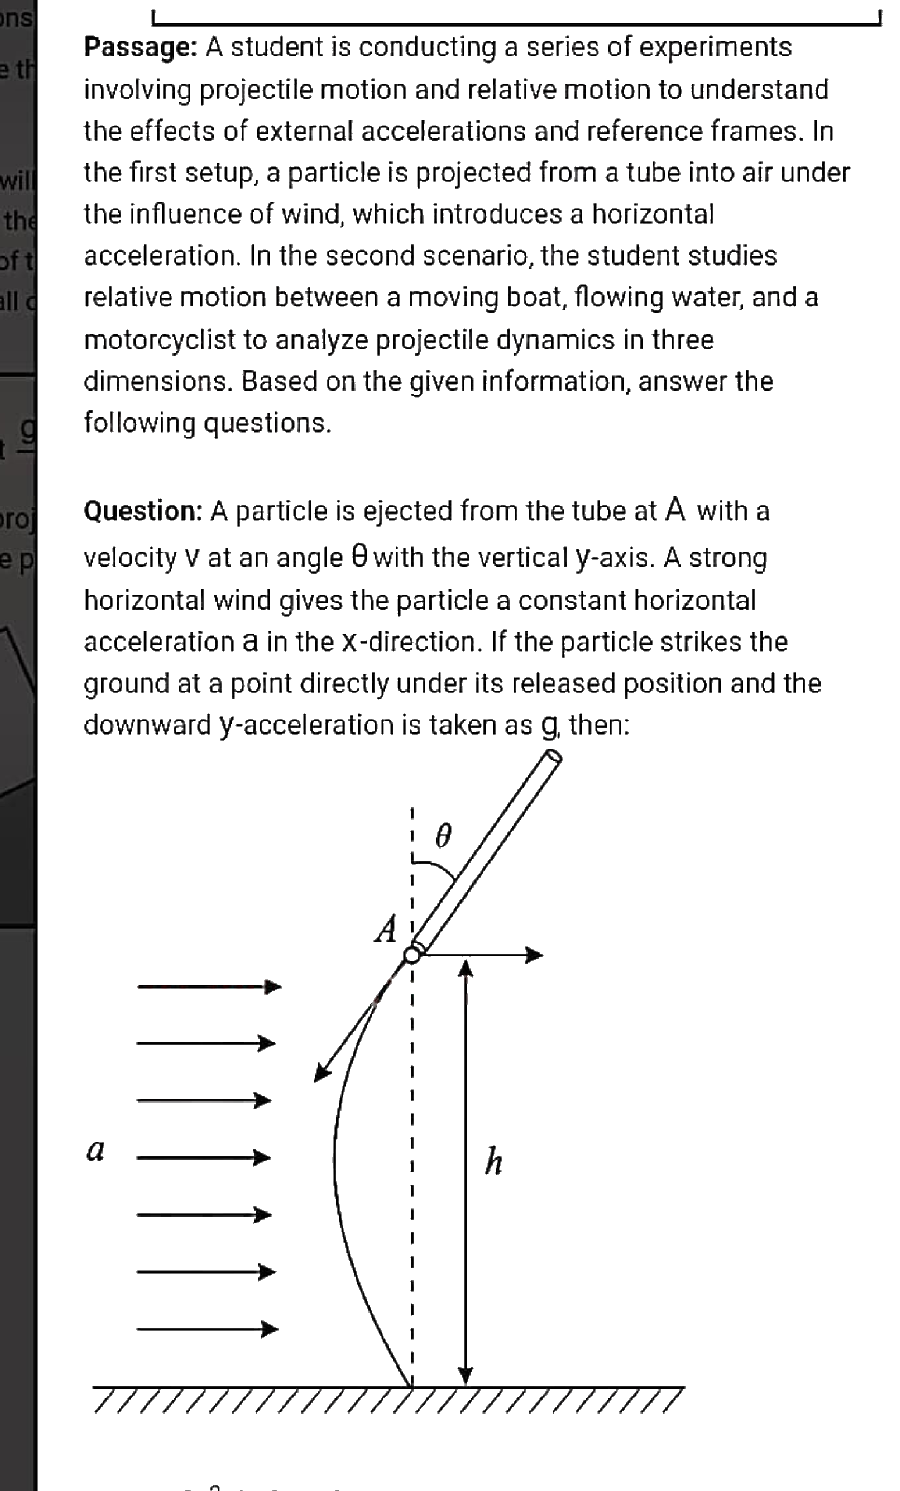 ons
Passage: A student is conducting a series of experiments
involving projectile motion and relative motion to understand
the effects of external accelerations and reference frames. In
the first setup, a particle is projected from a tube into air under
the influence of wind, which introduces a horizontal
acceleration. In the second scenario, the student studies
relative motion between a moving boat, flowing water, and a
motorcyclist to analyze projectile dynamics in three
dimensions. Based on the given information, answer the
following questions.
will
the
of t
all
g
proj
e p
Question: A particle is ejected from the tube at A with a
velocity v at an angle θ with the vertical y-axis. A strong
horizontal wind gives the particle a constant horizontal
acceleration a in the x-direction. If the particle strikes the
ground at a point directly under its released position and the
downward y-acceleration is taken as g, then:
θ
A
a
h